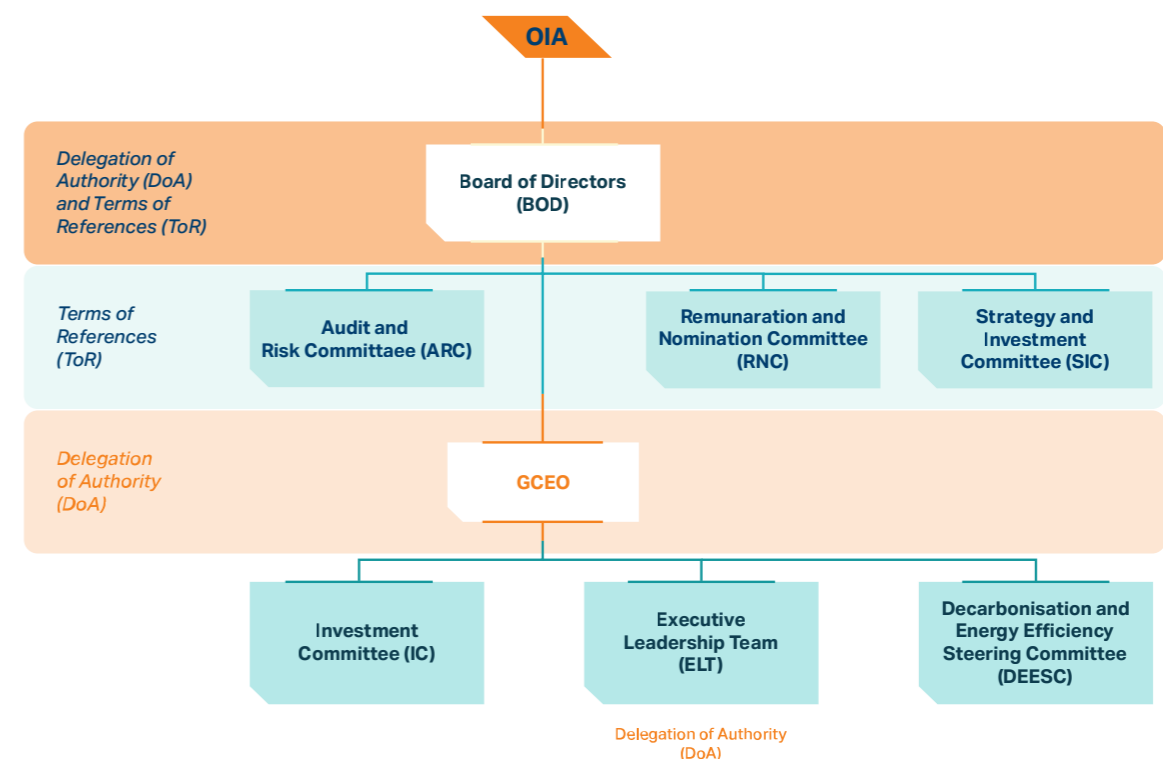 OIA
Delegation of
Authority (DoA)
and Terms of
References (ToR)
Board of Directors
(BOD)
Terms of
References
(ToR)
Audit and
Risk Committaee (ARC)
Remunaration and
Nomination Committee
(RNC)
Strategy and
Investment
Committee (SIC)
Delegation
of Authority
(DoA)
GCEO
Investment
Committee (IC)
Executive
Leadership Team
(ELT)
Decarbonisation and
Energy Efficiency
Steering Committee
(DEESC)
Delegation of Authority
(DoA)